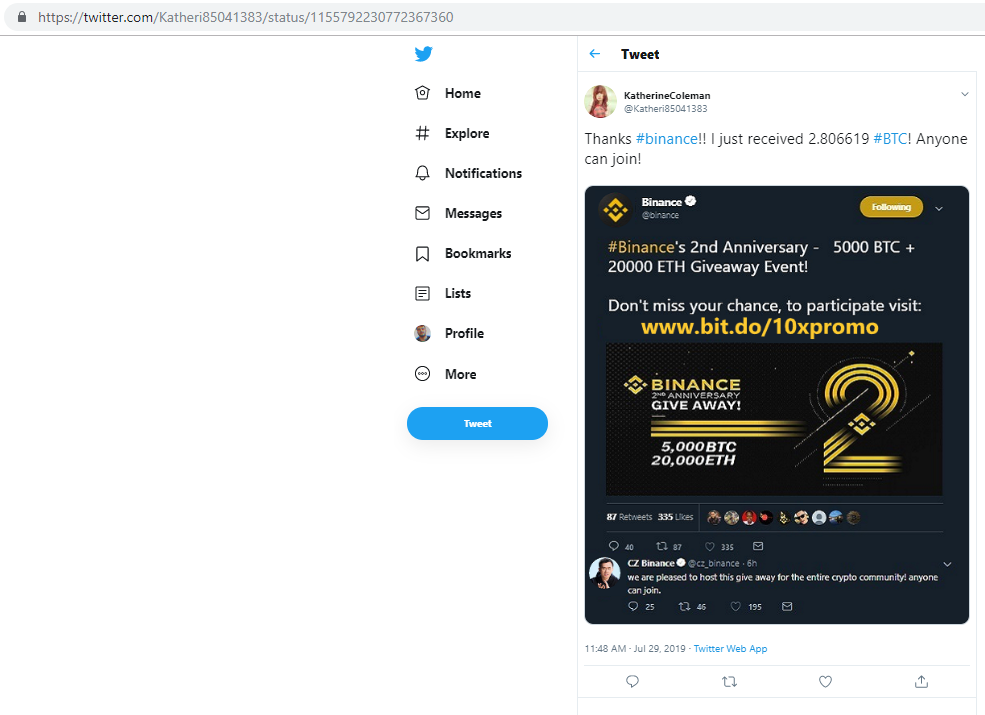 https://twitter.com/Katheri85041383/status/1155792230772367360
Home
Explore
Notifications
Messages
Bookmarks
Lists
Profile
More
Tweet
Tweet
KatherineColeman
@Katheri85041383
Thanks #binance!! I just received 2.806619 #BTC! Anyone
can join!
Binance
@binance
Following
#Binance's 2nd Anniversary - 5000 BTC +
20000 ETH Giveaway Event!
Don't miss your chance, to participate visit:
www.bit.do/10xpromo
BINANCE
2ND ANNIVERSARY
GIVE AWAY!
5,000BTC
20,000ETH
2
87 Retweets 335 Likes
40 87 335
CZ Binance @cz_binance · 6h
we are pleased to host this give away for the entire crypto community! anyone
can join.
25 46 195
11:48 AM · Jul 29, 2019 · Twitter Web App